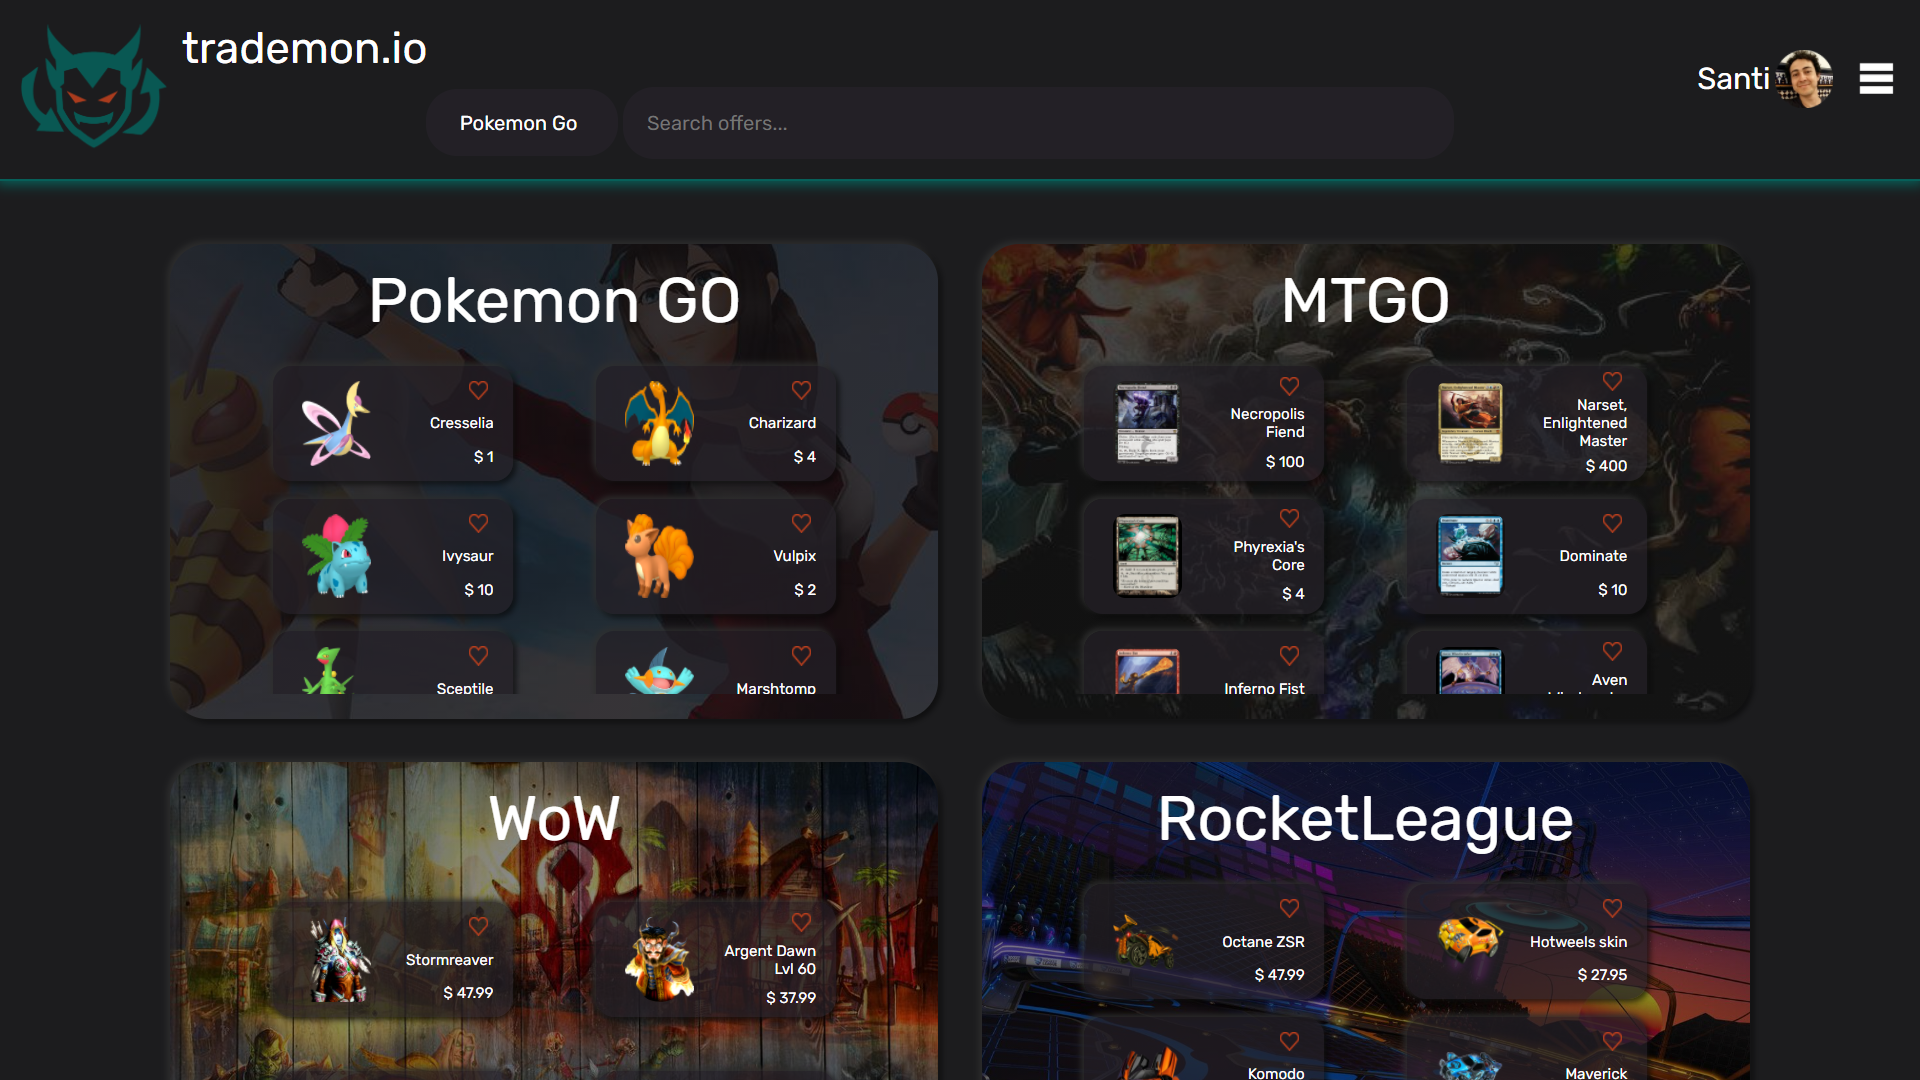 trademon.io
Santi
Pokemon Go
Search offers...
Pokemon GO
Cresselia
$ 1
Charizard
$ 4
Ivysaur
$ 10
Vulpix
$ 2
Sceptile
Marshtomp
MTGO
Necropolis
Fiend
$ 100
Narset,
Enlightened
Master
$ 400
Phyrexia's
Core
$ 4
Dominate
$ 10
Inferno Fist
Aven
WoW
Stormreaver
$ 47.99
Argent Dawn
Lvl 60
$ 37.99
RocketLeague
Octane ZSR
$ 47.99
Hotweels skin
$ 27.95
Komodo
Maverick